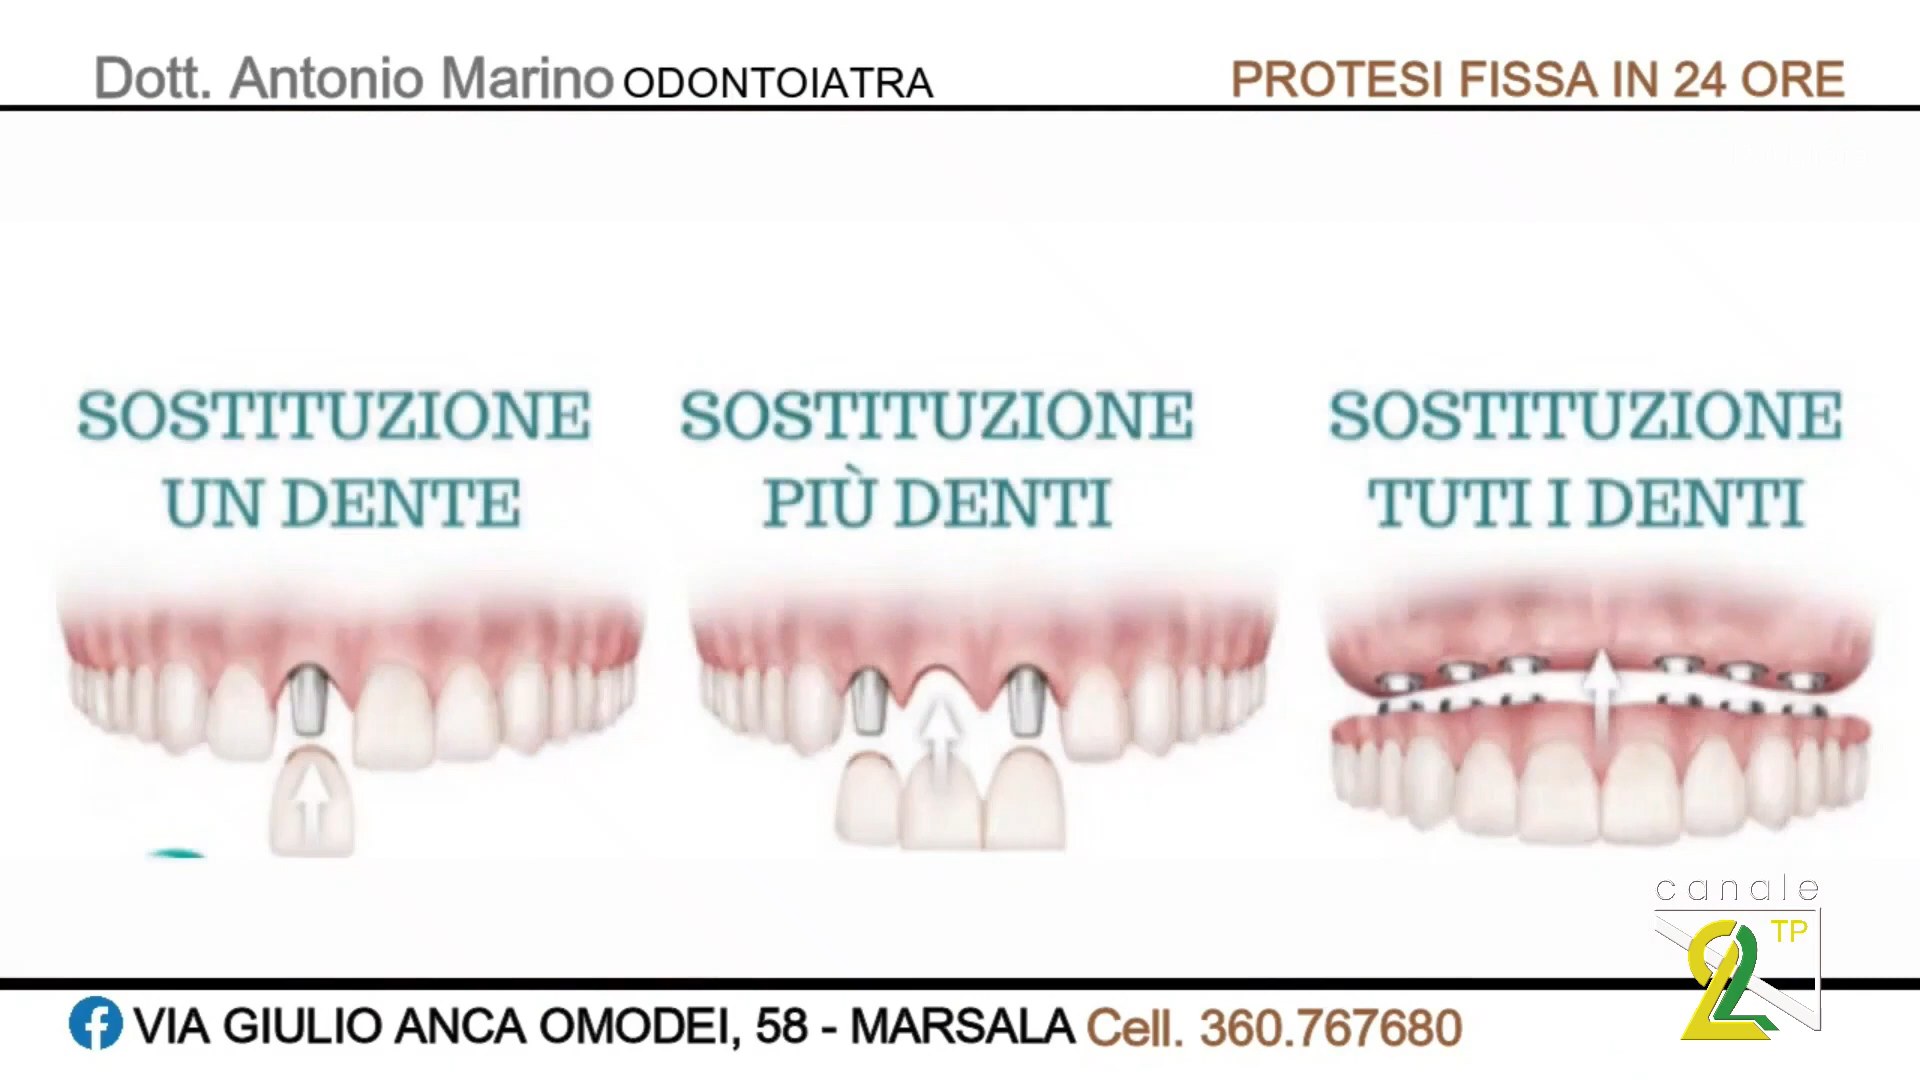 Dott. Antonio Marino ODONTOIATRA
PROTESI FISSA IN 24 ORE
SOSTITUZIONE
UN DENTE
SOSTITUZIONE
PIÙ DENTI
SOSTITUZIONE
TUTI I DENTI
canale
2 TP
VIA GIULIO ANCA OMODEI, 58 - MARSALA Cell. 360.767680